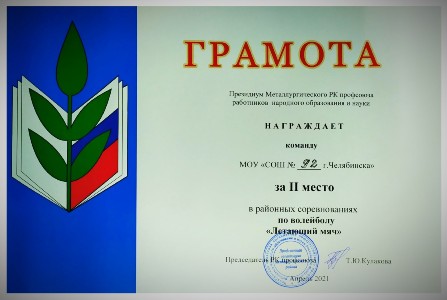 ГРАМОТА
Президиум Металлургического РК профсоюза
работников народного образования и науки
НАГРАЖДАЕТ
команду
МОУ «СОШ № 92 г.Челябинска»
за II место
в районных соревнованиях
по волейболу
«Летающий мяч»
Председатель РК профсоюза Т.Ю.Кузакова
Апрель 2021